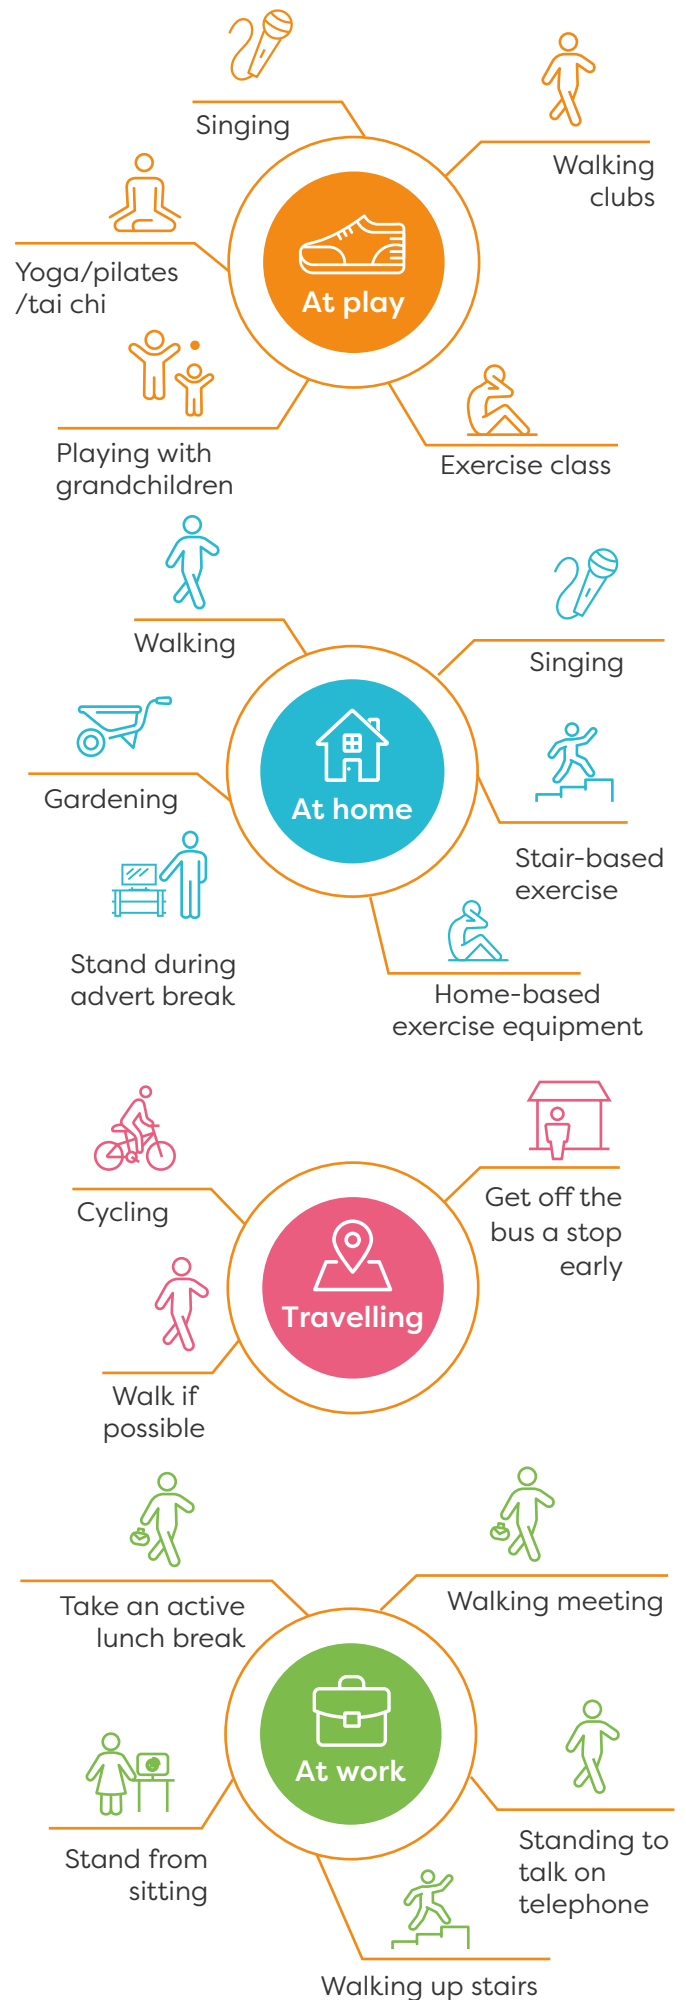 Singing
Walking
clubs
Yoga/pilates
/tai chi
At play
Playing with
grandchildren
Exercise class
Walking
Singing
Gardening
At home
Stair-based
exercise
Stand during
advert break
Home-based
exercise equipment
Cycling
Get off the
bus a stop
early
Travelling
Walk if
possible
Take an active
lunch break
Walking meeting
At work
Stand from
sitting
Standing to
talk on
telephone
Walking up stairs